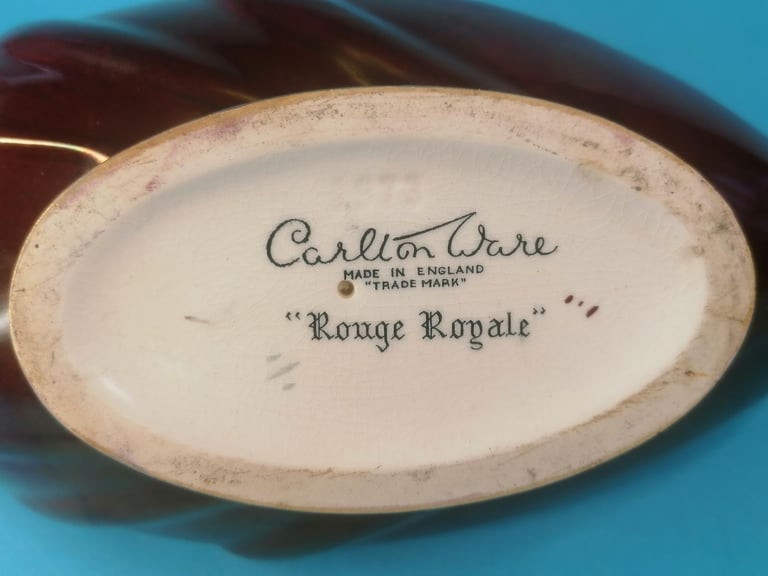 Carlton Ware
MADE IN ENGLAND
"TRADE MARK"
"Rouge Royale"